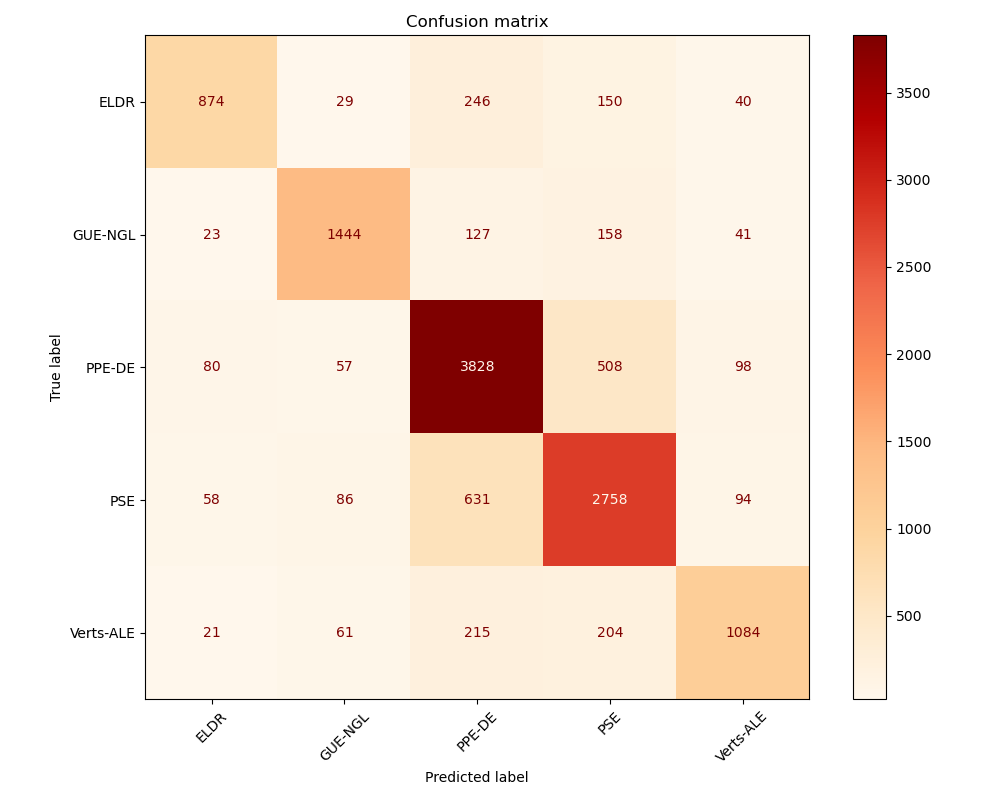 Confusion matrix
ELDR 874 29 246 150 40
GUE-NGL 23 1444 127 158 41
PPE-DE 80 57 3828 508 98
PSE 58 86 631 2758 94
Verts-ALE 21 61 215 204 1084
True label
ELDR GUE-NGL PPE-DE PSE Verts-ALE
Predicted label
3500
3000
2500
2000
1500
1000
500